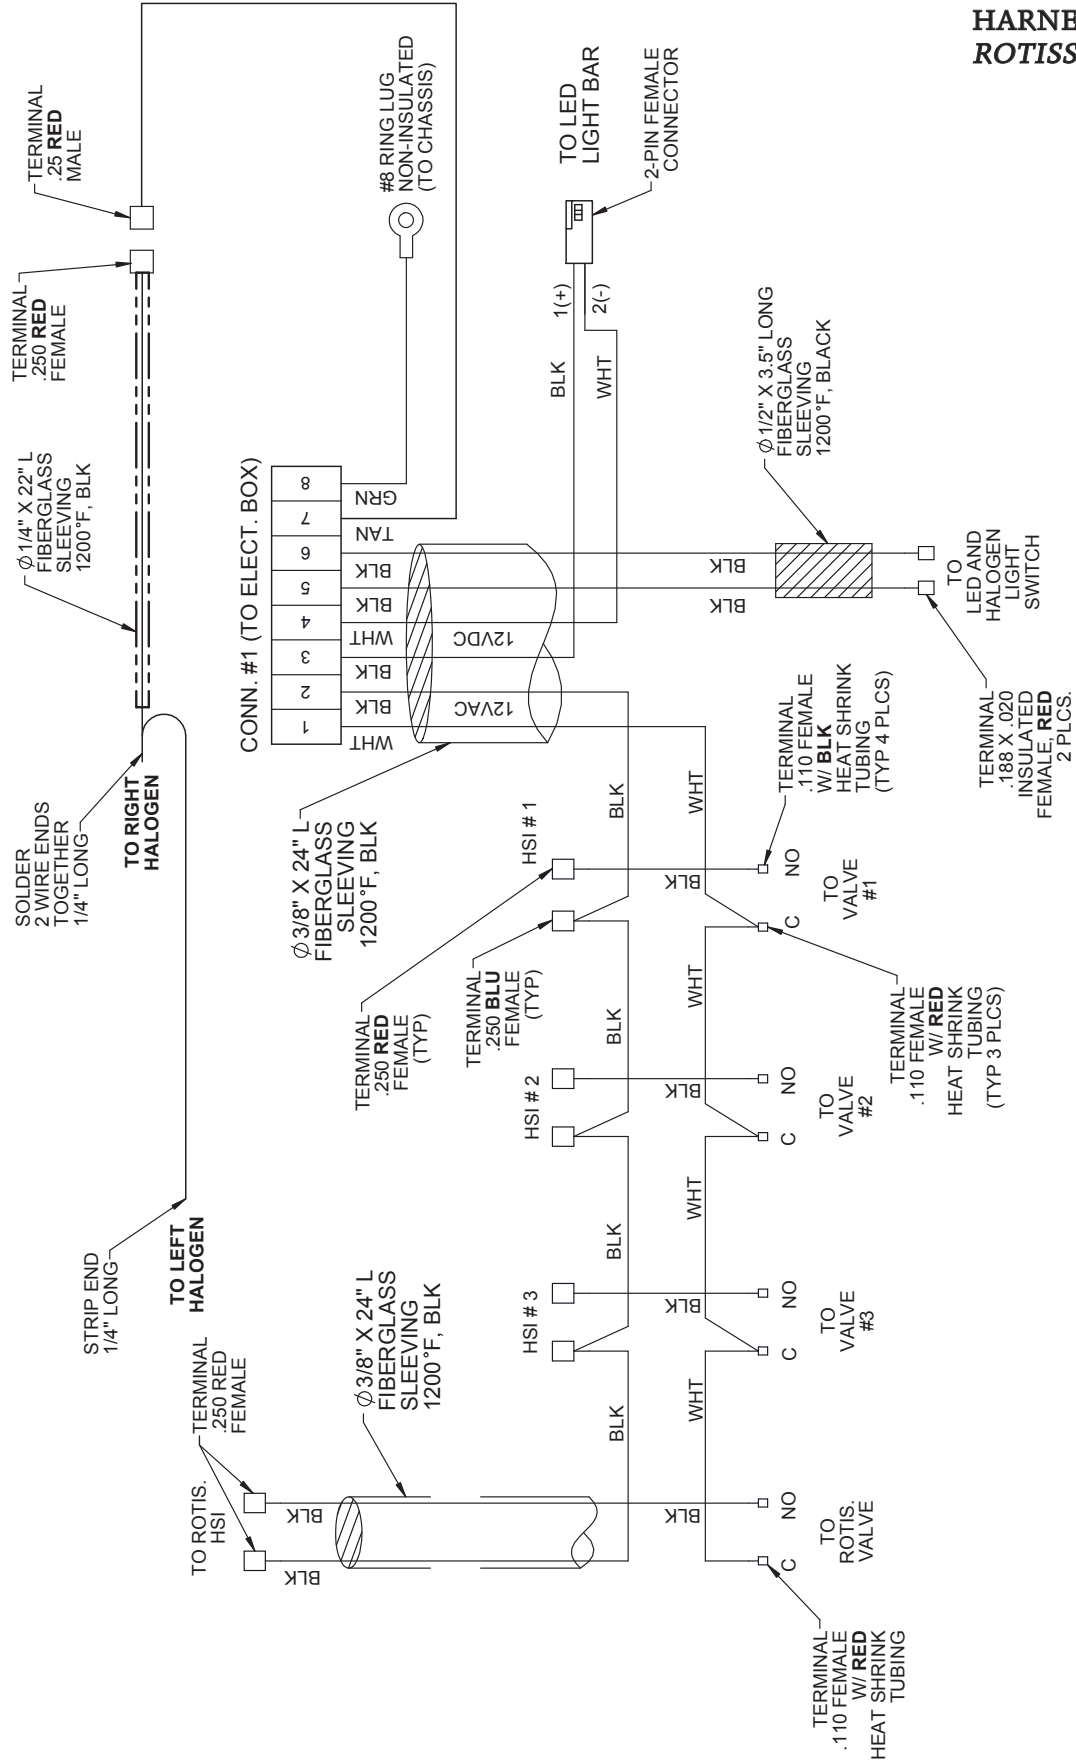 HARNE
ROTISS
TERMINAL
.25 RED
MALE
TERMINAL
.250 RED
FEMALE
Ø 1/4" X 22" L
FIBERGLASS
SLEEVING
1200°F, BLK
SOLDER
2 WIRE ENDS
TOGETHER
1/4" LONG
TO RIGHT
HALOGEN
STRIP END
1/4" LONG
TO LEFT
HALOGEN
#8 RING LUG
NON-INSULATED
(TO CHASSIS)
CONN. #1 (TO ELECT. BOX)
1
2
3
4
5
6
7
8
WHT
BLK
BLK
WHT
BLK
BLK
TAN
GRN
12VAC
12VDC
TO LED
LIGHT BAR
2-PIN FEMALE
CONNECTOR
1(+)
2(-)
BLK
WHT
Ø 1/2" X 3.5" LONG
FIBERGLASS
SLEEVING
1200°F, BLACK
BLK
BLK
TO
LED AND
HALOGEN
LIGHT
SWITCH
TERMINAL
.188 X .020
INSULATED
FEMALE, RED
2 PLCS.
Ø 3/8" X 24" L
FIBERGLASS
SLEEVING
1200°F, BLK
TERMINAL
.250 RED
FEMALE
(TYP)
TERMINAL
.250 BLU
FEMALE
(TYP)
HSI # 1
HSI # 2
HSI # 3
BLK
BLK
BLK
BLK
WHT
WHT
WHT
WHT
BLK
BLK
BLK
BLK
TERMINAL
.110 FEMALE
W/ BLK
HEAT SHRINK
TUBING
(TYP 4 PLCS)
NO
C
TO
VALVE
#1
TERMINAL
.110 FEMALE
W/ RED
HEAT SHRINK
TUBING
(TYP 3 PLCS)
NO
C
TO
VALVE
#2
NO
C
TO
VALVE
#3
NO
C
TO
ROTIS.
VALVE
TERMINAL
.110 FEMALE
W/ RED
HEAT SHRINK
TUBING
Ø 3/8" X 24" L
FIBERGLASS
SLEEVING
1200°F, BLK
TERMINAL
.250 RED
FEMALE
TO ROTIS.
HSI
BLK
BLK